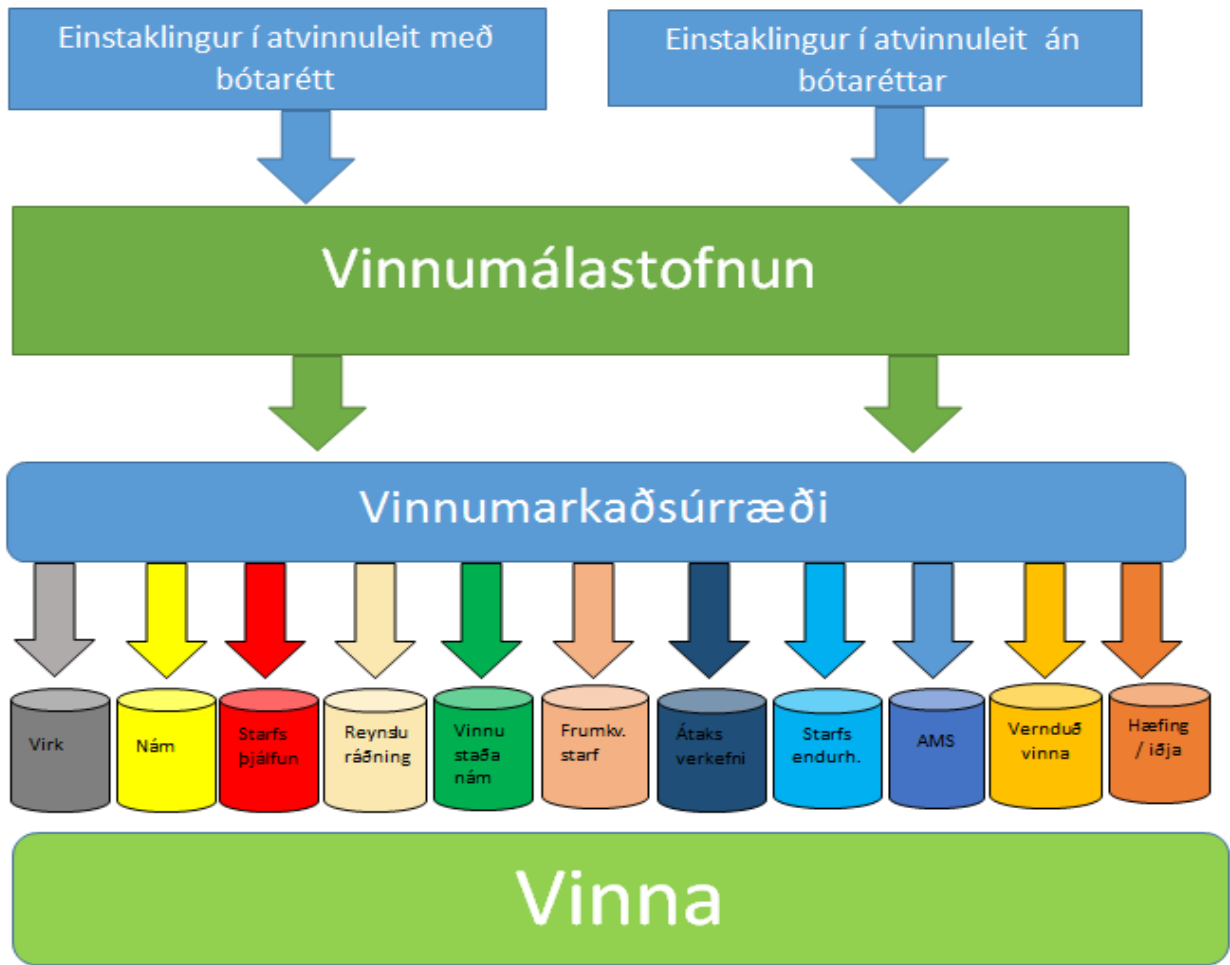 Einstaklingur í atvinnuleit með
bótarétt
Einstaklingur í atvinnuleit án
bótaréttar
Vinnumálastofnun
Vinnumarkaðsúrræði
Virk
Nám
Starfs
þjálfun
Reynslu
ráðning
Vinnu
staða
nám
Frumkv.
starf
Átaks
verkefni
Starfs
endurh.
AMS
Vernduð
vinna
Hæfing
/ iðja
Vinna